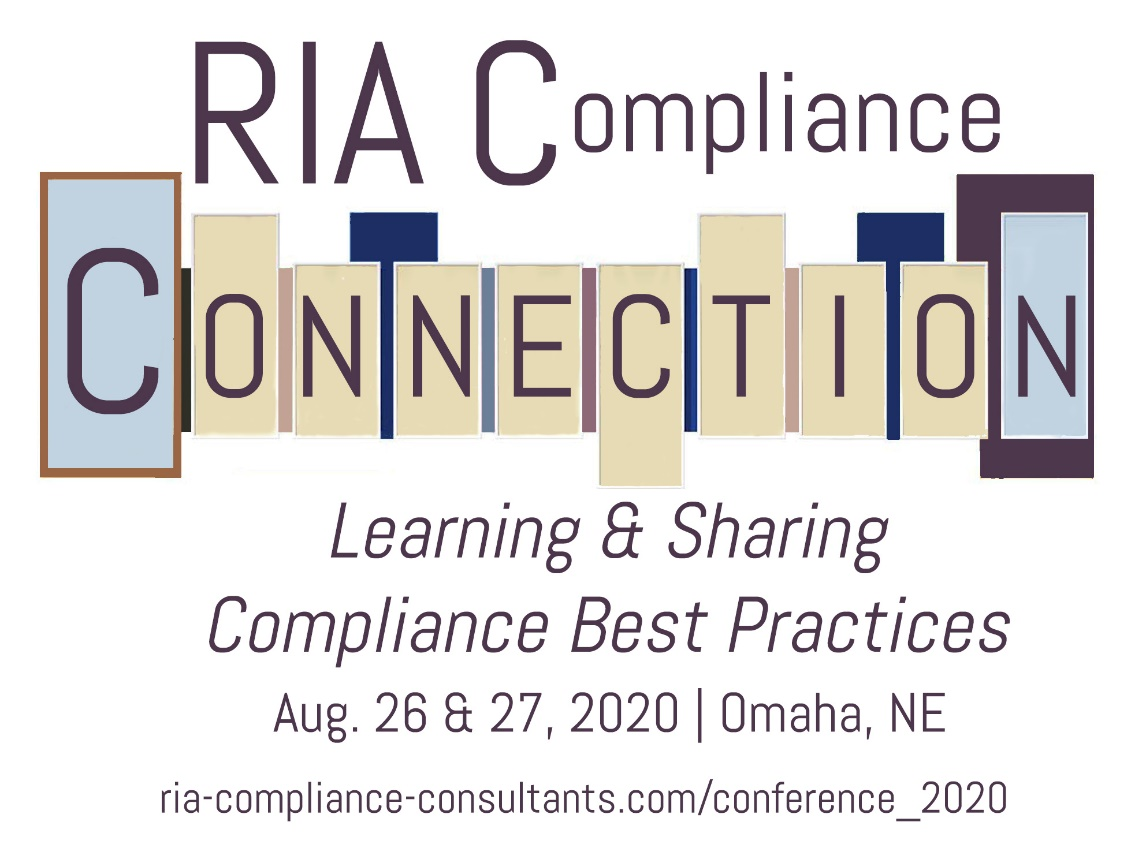 RIA Compliance
CONNECTION
Learning & Sharing
Compliance Best Practices
Aug. 26 & 27, 2020 | Omaha, NE
ria-compliance-consultants.com/conference_2020